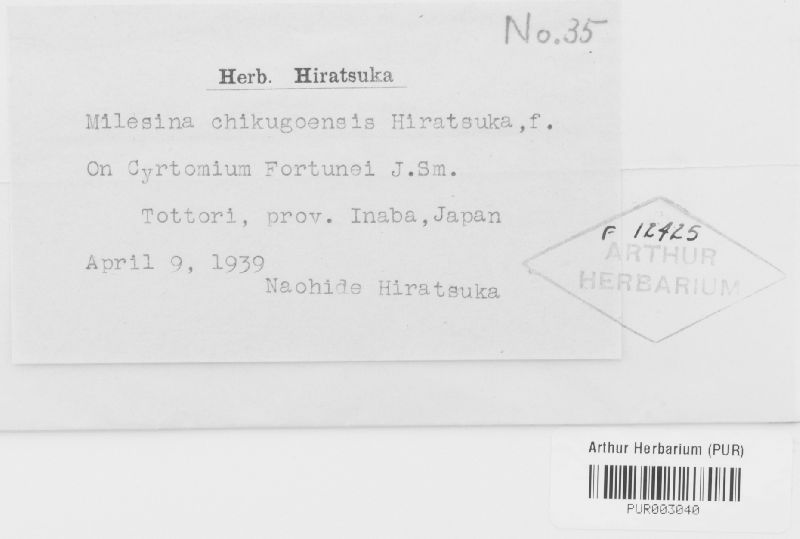 No. 35
Herb. Hiratsuka
Milesina chikugoensis Hiratsuka,f.
On Cyrtomium Fortunei J.Sm.
Tottori, prov. Inaba,Japan
April 9, 1939
Naohide Hiratsuka
F 12425
ARTHUR
HERBARIUM
Arthur Herbarium (PUR)
PUR003040